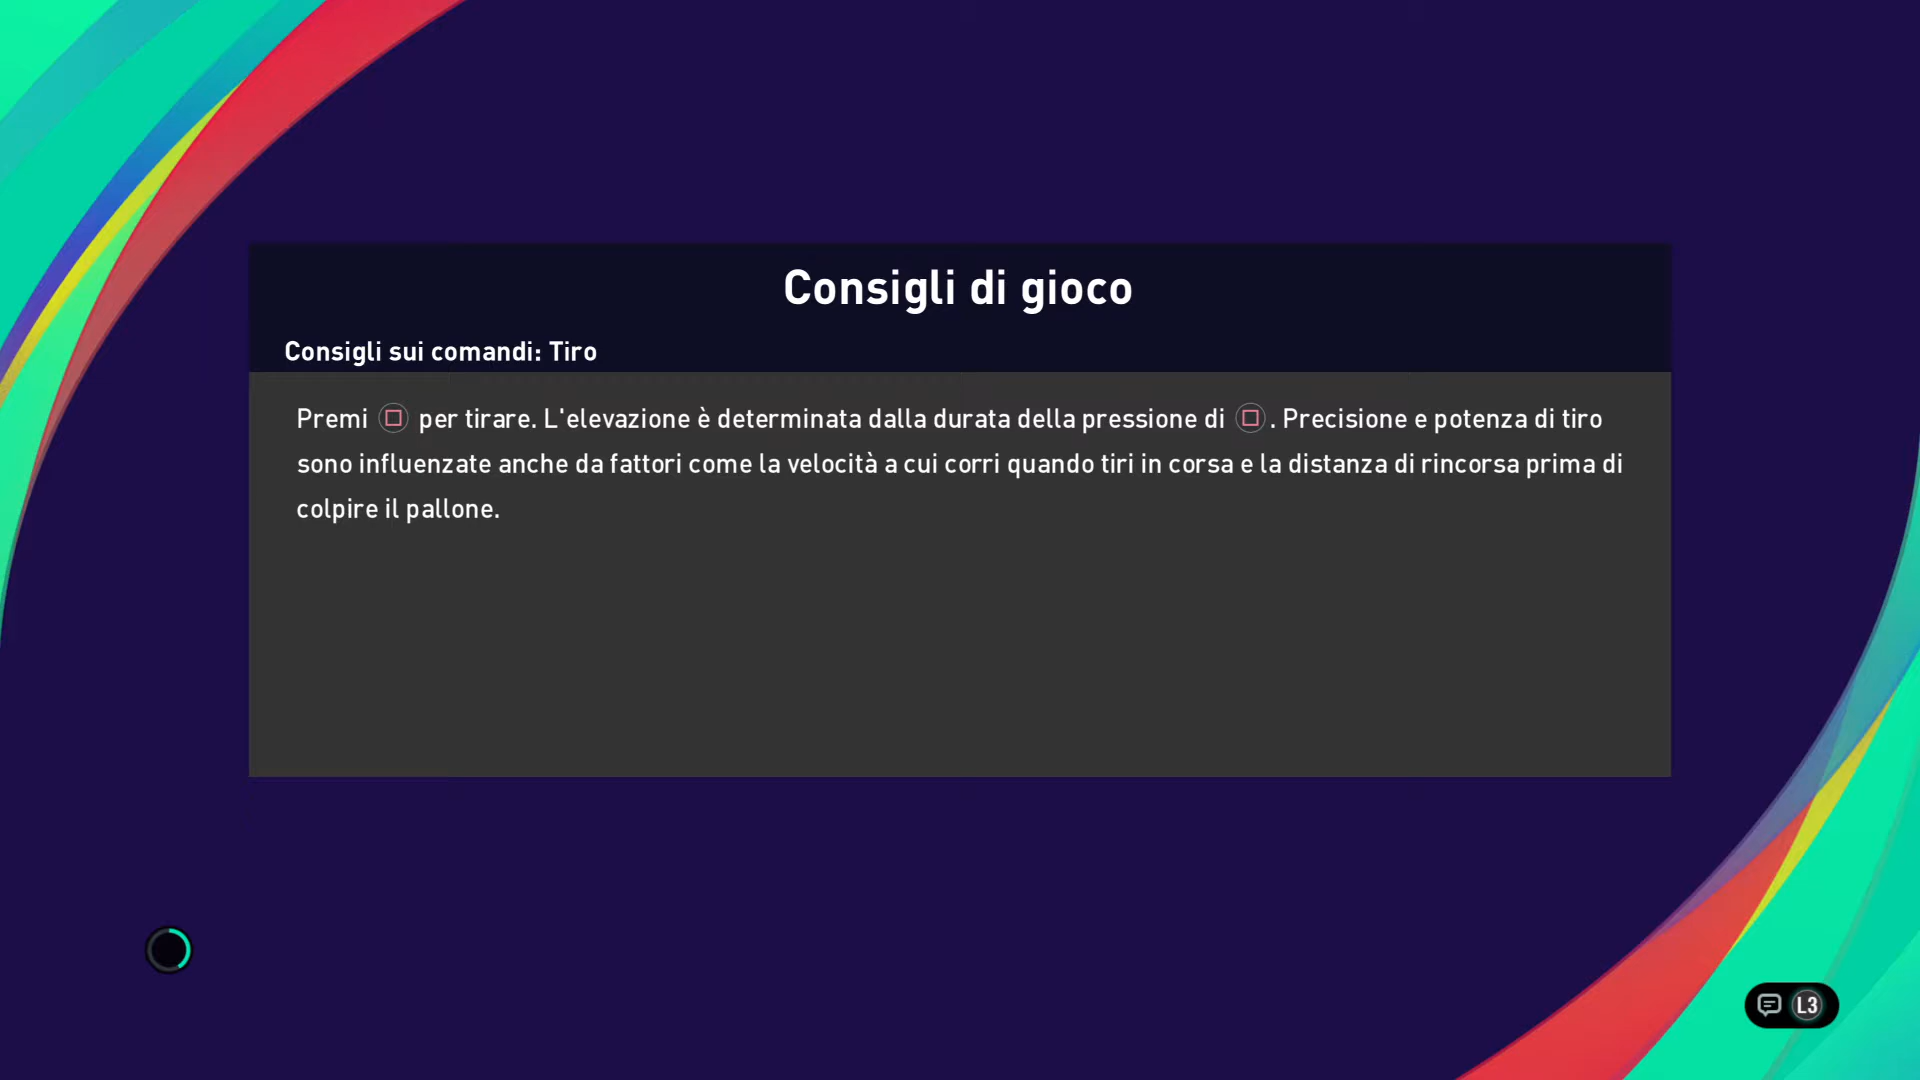 Consigli di gioco
Consigli sui comandi: Tiro
Premi □ per tirare. L'elevazione è determinata dalla durata della pressione di □. Precisione e potenza di tiro
sono influenzate anche da fattori come la velocità a cui corri quando tiri in corsa e la distanza di rincorsa prima di
colpire il pallone.
L3